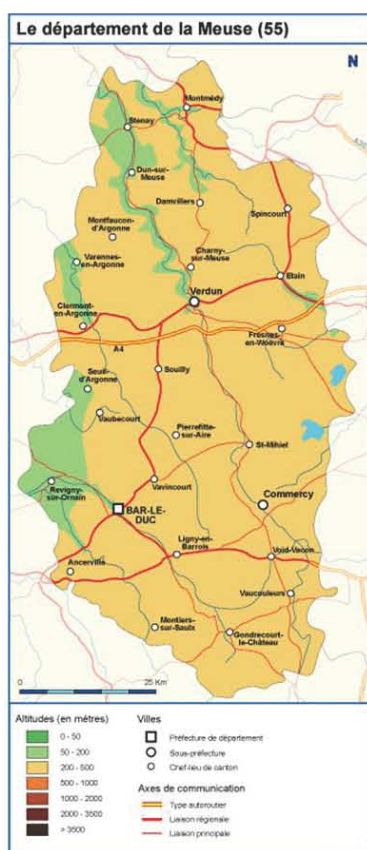 Le département de la Meuse (55)
N
Montmédy
Stenay
Dun-sur-
Meuse
Damvillers
Spincourt
Montfaucon-
d'Argonne
Varennes-
en-Argonne
Charny-
sur-Meuse
Etain
Verdun
Clermont-
en-Argonne
A4
Fresnes-
en-Woëvre
Souilly
Seuil-
d'Argonne
Vaubecourt
Pierrefitte-
sur-Aire
St-Mihiel
Revigny-
sur-Ornain
Vavincourt
Commercy
BAR-LE-
DUC
Ligny-en-
Barrois
Void-Vacon
Ancerville
Vaucouleurs
Montiers-
sur-Saulx
Gondrecourt-
le-Château
0 25 Km
Altitudes (en mètres)
0 - 50
50 - 200
200 - 500
500 - 1000
1000 - 2000
2000 - 3500
> 3500
Villes
Préfecture de département
Sous-préfecture
Chef-lieu de canton
Axes de communication
Type autoroutier
Liaison régionale
Liaison principale